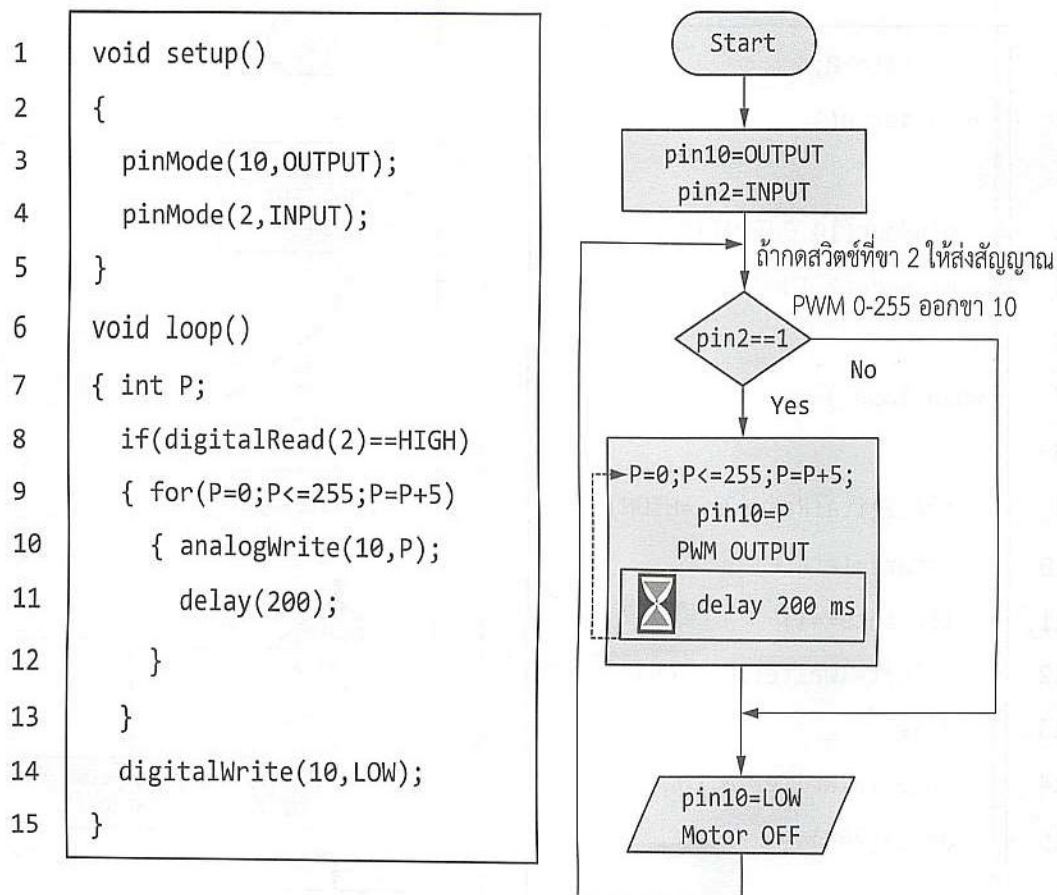 1 void setup()
2 {
3 pinMode(10,OUTPUT);
4 pinMode(2,INPUT);
5 }
6 void loop()
7 { int P;
8 if(digitalRead(2)==HIGH)
9 { for(P=0;P<=255;P=P+5)
10 { analogWrite(10,P);
11 delay(200);
12 }
13 }
14 digitalWrite(10,LOW);
15 }
Start
pin10=OUTPUT
pin2=INPUT
ถ้ากดสวิตช์ที่ขา 2 ให้ส่งสัญญาณ
PWM 0-255 ออกขา 10
pin2==1
No
Yes
P=0;P<=255;P=P+5;
pin10=P
PWM OUTPUT
delay 200 ms
pin10=LOW
Motor OFF